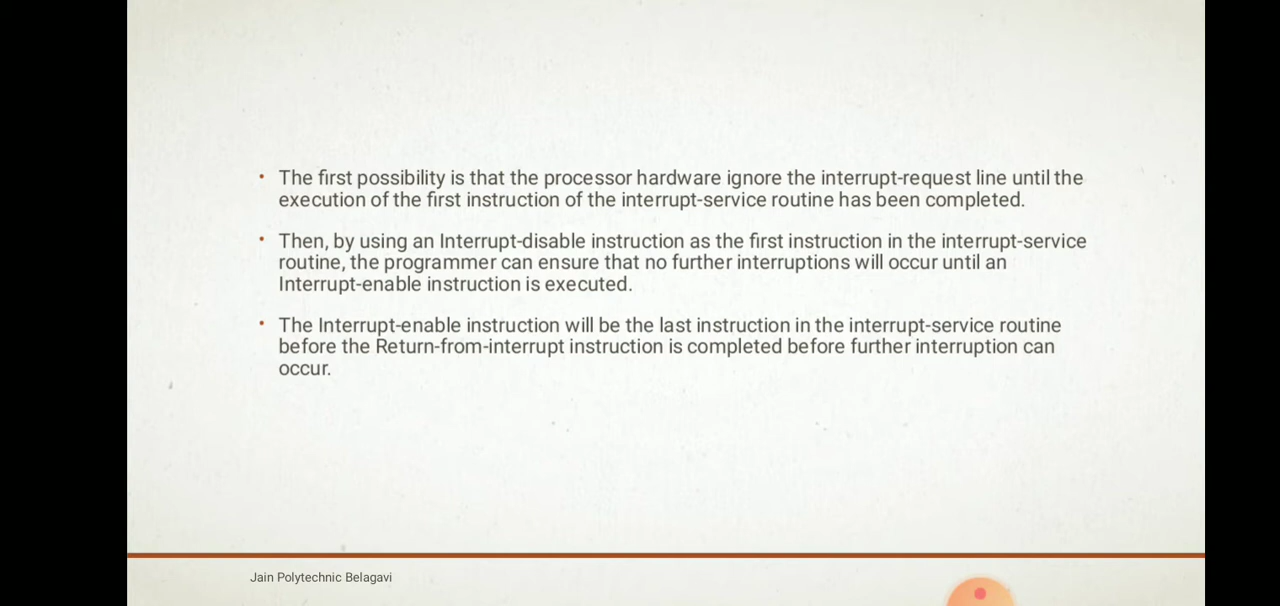 • The first possibility is that the processor hardware ignore the interrupt-request line until the
execution of the first instruction of the interrupt-service routine has been completed.
• Then, by using an Interrupt-disable instruction as the first instruction in the interrupt-service
routine, the programmer can ensure that no further interruptions will occur until an
Interrupt-enable instruction is executed.
• The Interrupt-enable instruction will be the last instruction in the interrupt-service routine
before the Return-from-interrupt instruction is completed before further interruption can
occur.
Jain Polytechnic Belagavi